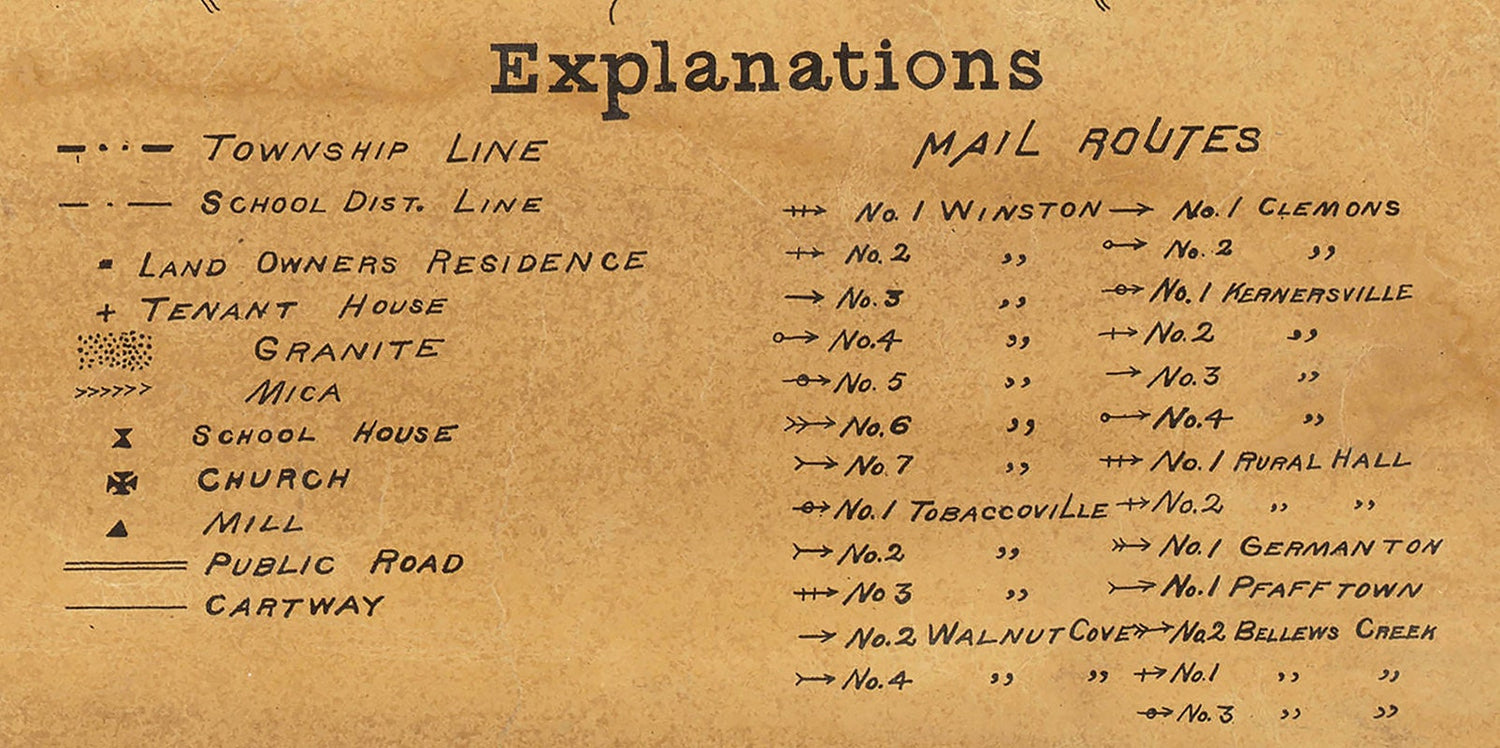 Explanations
TOWNSHIP LINE
SCHOOL DIST. LINE
LAND OWNERS RESIDENCE
TENANT HOUSE
GRANITE
MICA
SCHOOL HOUSE
CHURCH
MILL
PUBLIC ROAD
CARTWAY
MAIL ROUTES
No. 1 WINSTON
No. 2 ,,
No. 3 ,,
No. 4 ,,
No. 5 ,,
No. 6 ,,
No. 7 ,,
No. 1 TOBACCOVILLE
No. 2 ,,
No 3 ,,
No. 2 WALNUT COVE
No. 4 ,, ,,
No. 1 CLEMONS
No. 2 ,,
No. 1 KERNERSVILLE
No. 2 ,,
No. 3 ,,
No. 4 ,,
No. 1 RURAL HALL
No. 2 ,, ,,
No. 1 GERMANTON
No. 1 PFAFFTOWN
No. 2 BELLEWS CREEK
No. 1 ,, ,,
No. 3 ,, ,,